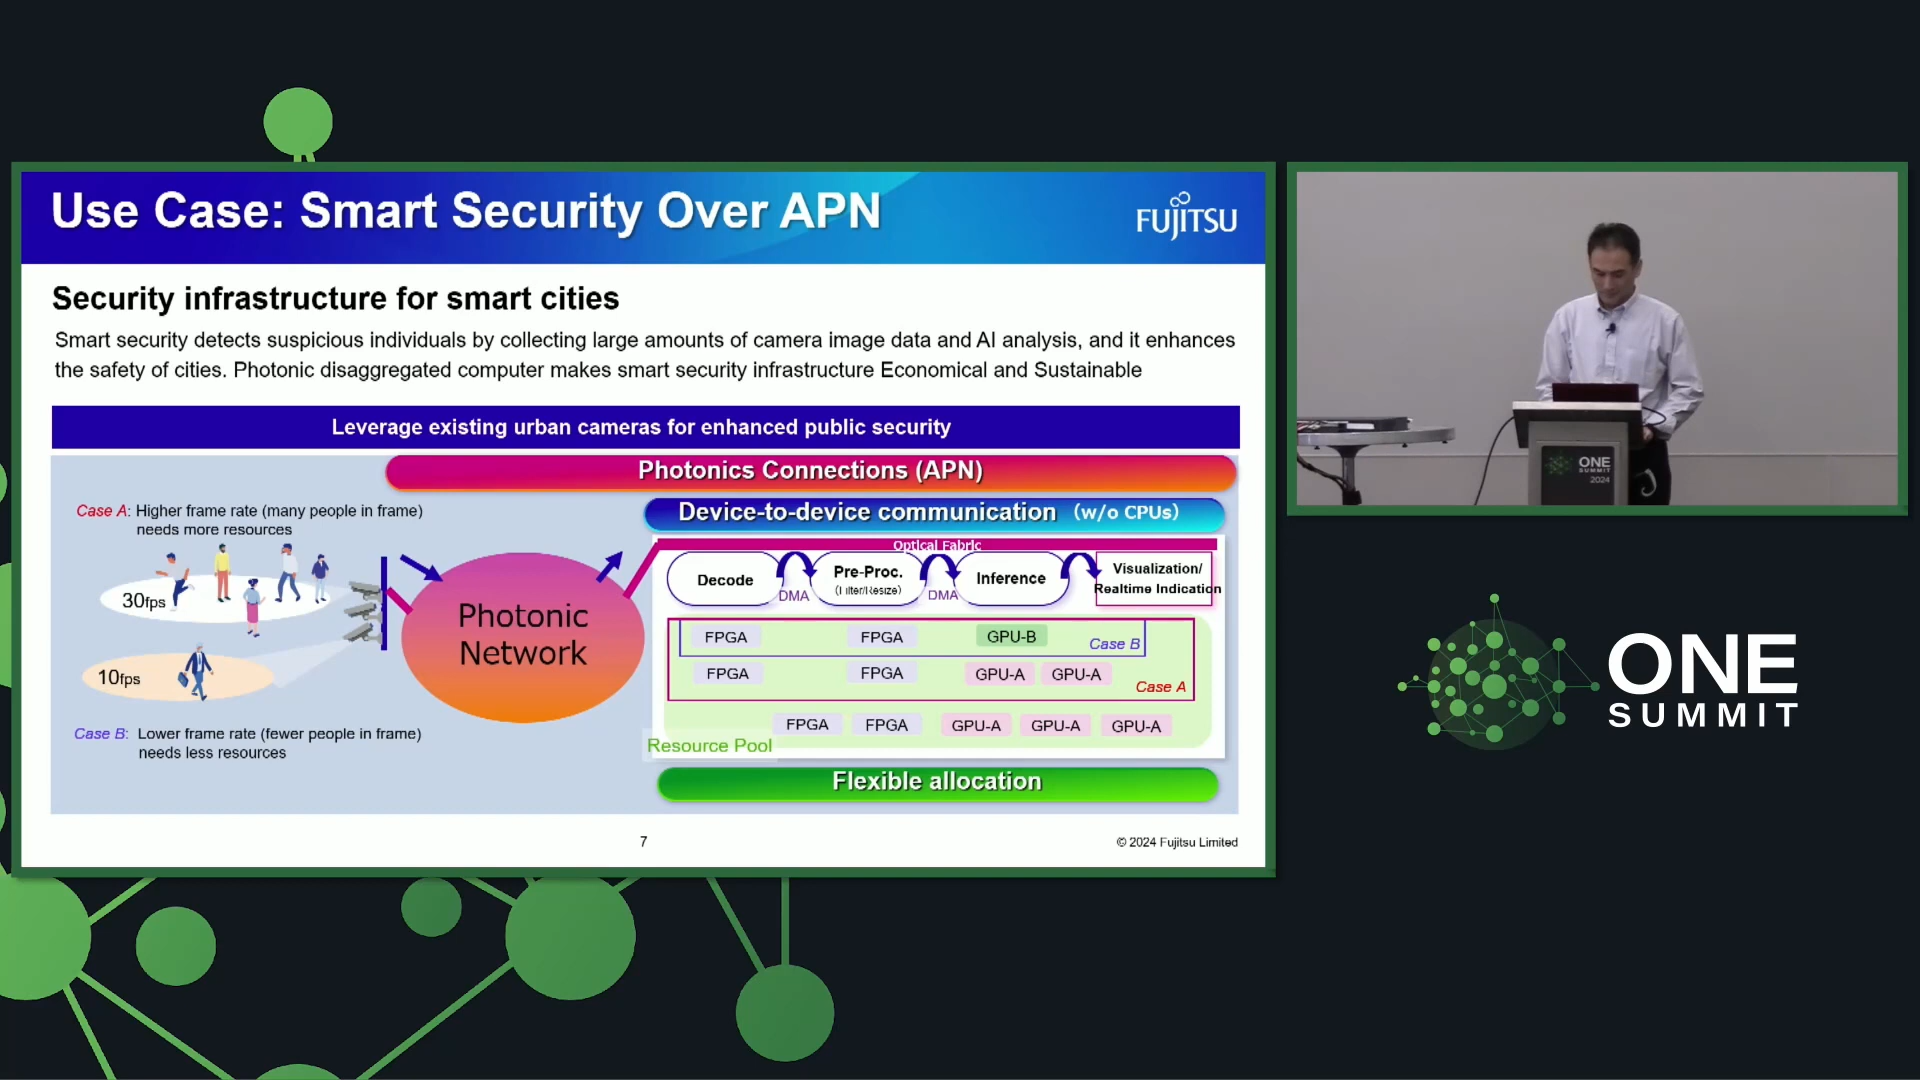 Use Case: Smart Security Over APN
FUJITSU
Security infrastructure for smart cities
Smart security detects suspicious individuals by collecting large amounts of camera image data and AI analysis, and it enhances
the safety of cities. Photonic disaggregated computer makes smart security infrastructure Economical and Sustainable
Leverage existing urban cameras for enhanced public security
Photonics Connections (APN)
Device-to-device communication (w/o CPUs)
Case A: Higher frame rate (many people in frame)
needs more resources
30fps
10fps
Case B: Lower frame rate (fewer people in frame)
needs less resources
Photonic
Network
Optical Fabric
Decode
DMA
Pre-Proc.
(Filter/Resize)
DMA
Inference
Visualization/
Realtime Indication
FPGA FPGA GPU-B Case B
FPGA FPGA GPU-A GPU-A
Case A
FPGA FPGA GPU-A GPU-A GPU-A
Resource Pool
Flexible allocation
7
© 2024 Fujitsu Limited
ONE
SUMMIT
2024
ONE
SUMMIT